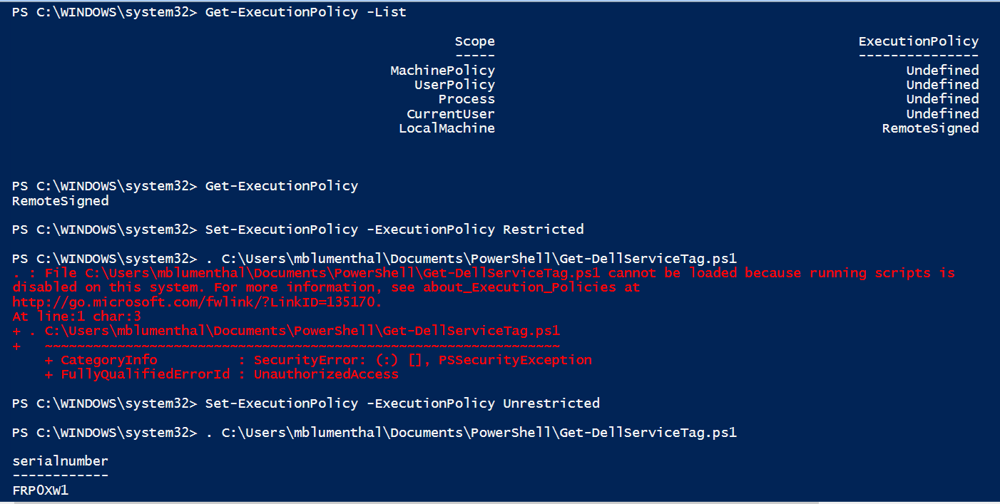 PS C:\WINDOWS\system32> Get-ExecutionPolicy -List
Scope ExecutionPolicy
----- ---------------
MachinePolicy Undefined
UserPolicy Undefined
Process Undefined
CurrentUser Undefined
LocalMachine RemoteSigned
PS C:\WINDOWS\system32> Get-ExecutionPolicy
RemoteSigned
PS C:\WINDOWS\system32> Set-ExecutionPolicy -ExecutionPolicy Restricted
PS C:\WINDOWS\system32> . C:\Users\mblumenthal\Documents\PowerShell\Get-DellServiceTag.ps1
. : File C:\Users\mblumenthal\Documents\PowerShell\Get-DellServiceTag.ps1 cannot be loaded because running scripts is
disabled on this system. For more information, see about_Execution_Policies at
http://go.microsoft.com/fwlink/?LinkID=135170.
At line:1 char:3
+ . C:\Users\mblumenthal\Documents\PowerShell\Get-DellServiceTag.ps1
+   ~~~~~~~~~~~~~~~~~~~~~~~~~~~~~~~~~~~~~~~~~~~~~~~~~~~~~~~~~~~~~~~~
+ CategoryInfo : SecurityError: (:) [], PSSecurityException
+ FullyQualifiedErrorId : UnauthorizedAccess
PS C:\WINDOWS\system32> Set-ExecutionPolicy -ExecutionPolicy Unrestricted
PS C:\WINDOWS\system32> . C:\Users\mblumenthal\Documents\PowerShell\Get-DellServiceTag.ps1
serialnumber
------------
FRP0XW1